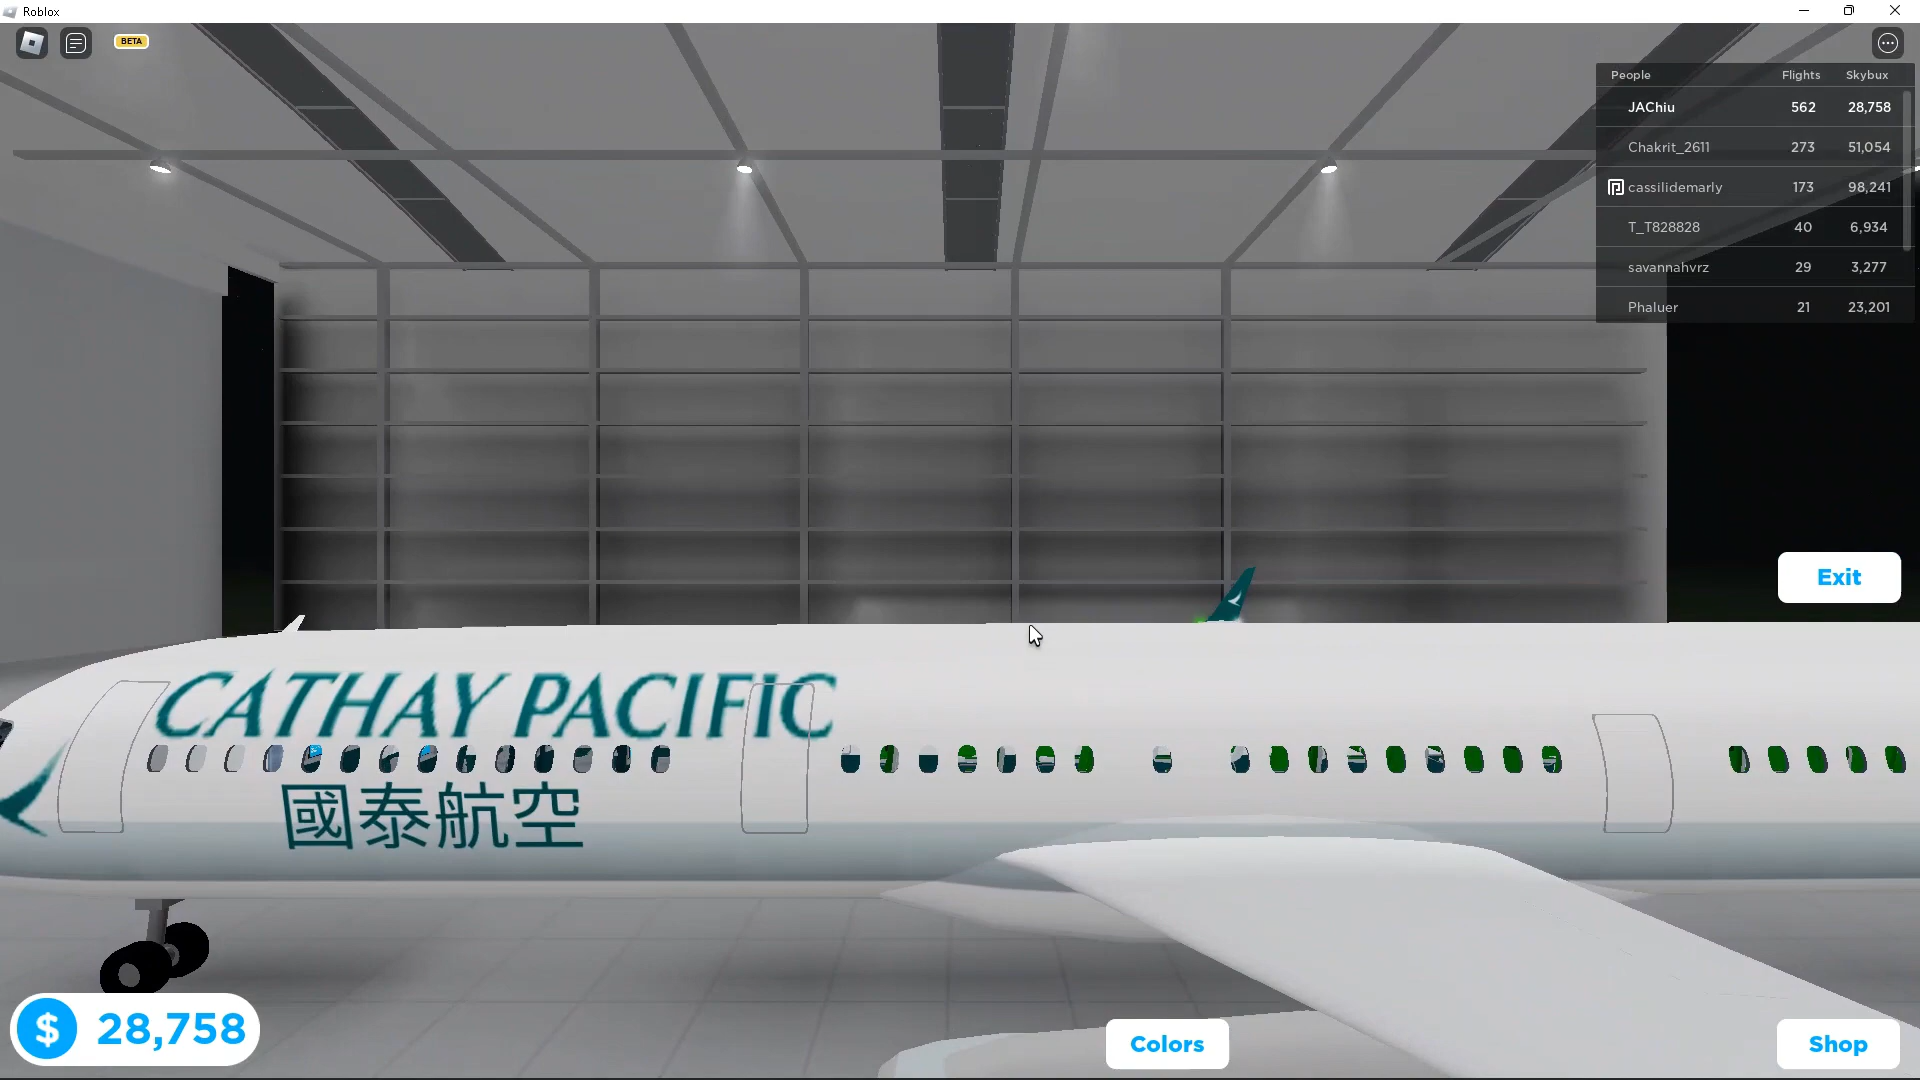 Roblox
BETA
People Flights Skybux
JAChiu 562 28,758
Chakrit_2611 273 51,054
cassilidemarly 173 98,241
T_T828828 40 6,934
savannahvrz 29 3,277
Phaluer 21 23,201
Exit
CATHAY PACIFIC
國泰航空
$ 28,758
Colors
Shop